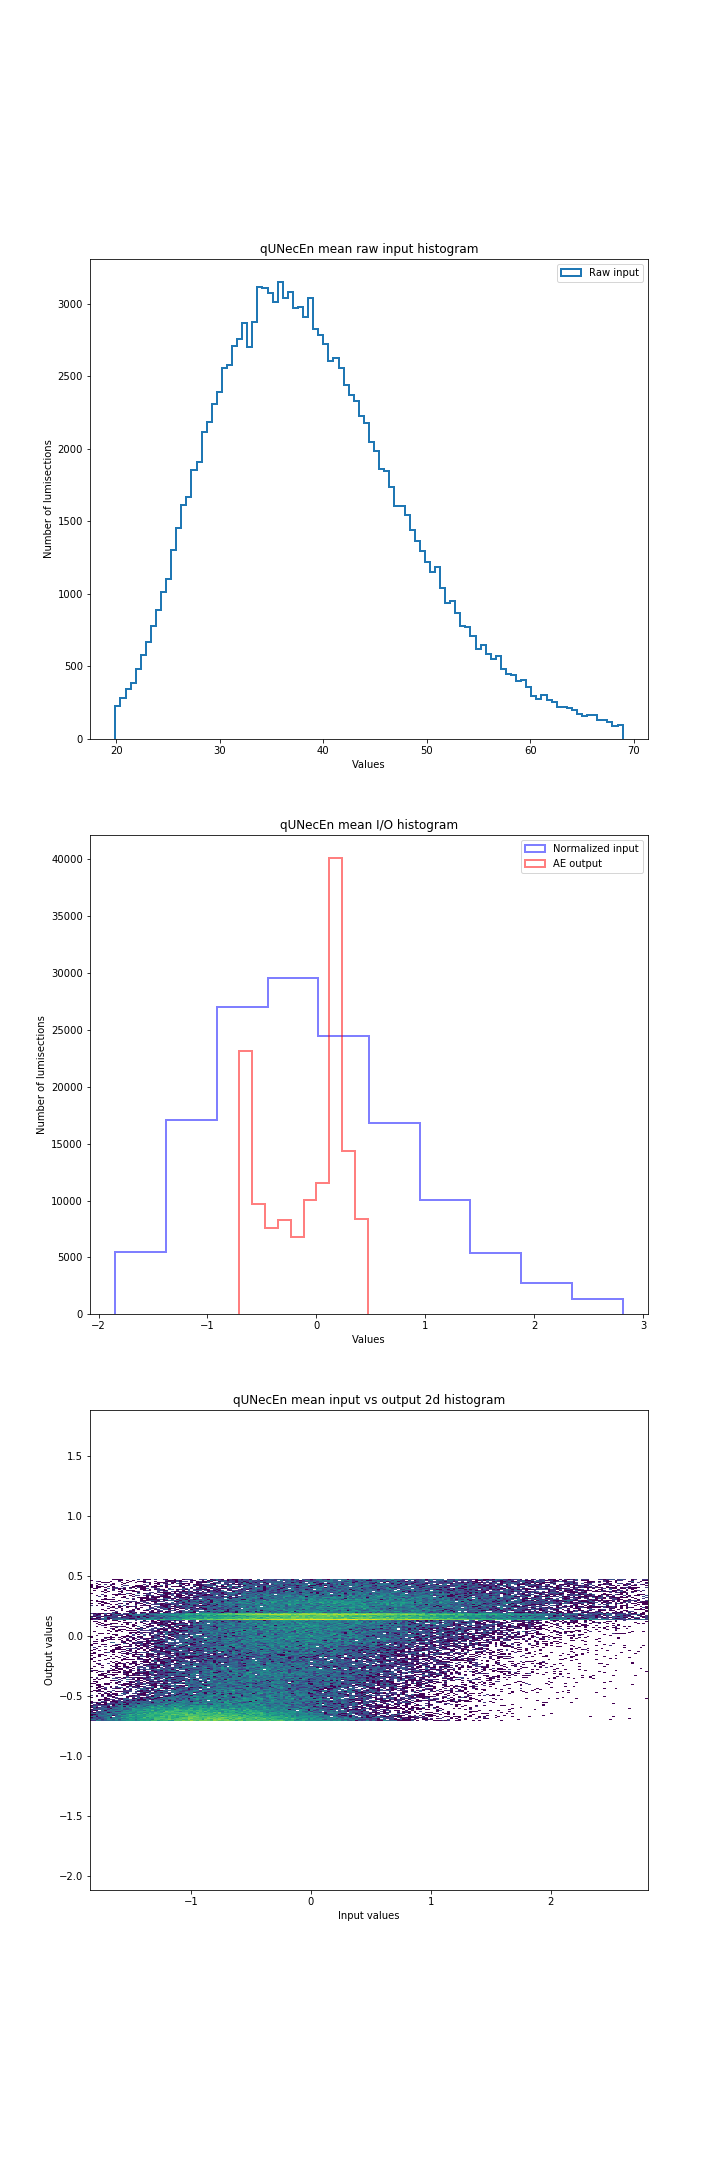 qUNecEn mean raw input histogram
Raw input
3000
2500
2000
1500
1000
500
0
Number of lumisections
20 30 40 50 60 70
Values
qUNecEn mean I/O histogram
Normalized input
AE output
40000
35000
30000
25000
20000
15000
10000
5000
0
Number of lumisections
−2 −1 0 1 2 3
Values
qUNecEn mean input vs output 2d histogram
1.5
1.0
0.5
0.0
−0.5
−1.0
−1.5
−2.0
Output values
−1 0 1 2
Input values